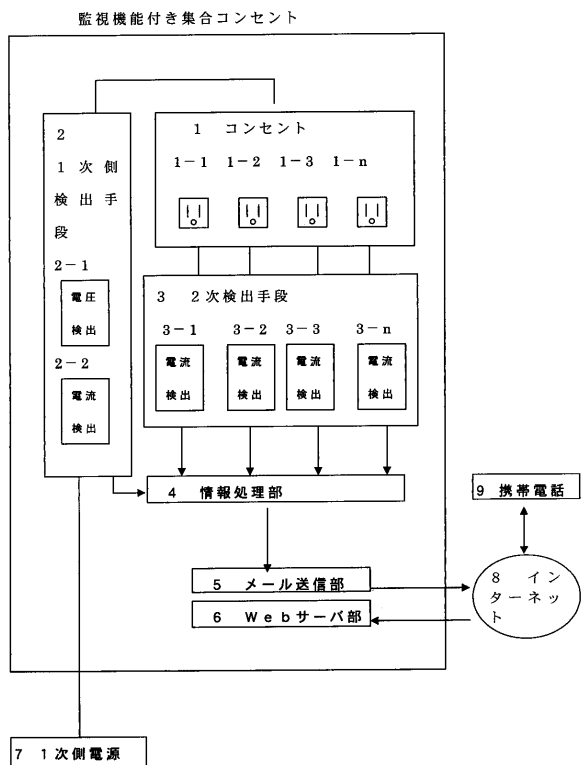 監視機能付き集合コンセント
2
1次側
検出手
段
2-1
電圧
検出
2-2
電流
検出
1 コンセント
1-1 1-2 1-3 1-n
3 2次検出手段
3-1 3-2 3-3 3-n
電流 電流 電流 電流
検出 検出 検出 検出
4 情報処理部
5 メール送信部
6 Webサーバ部
9 携帯電話
8 イン
ターネッ
ト
7 1次側電源